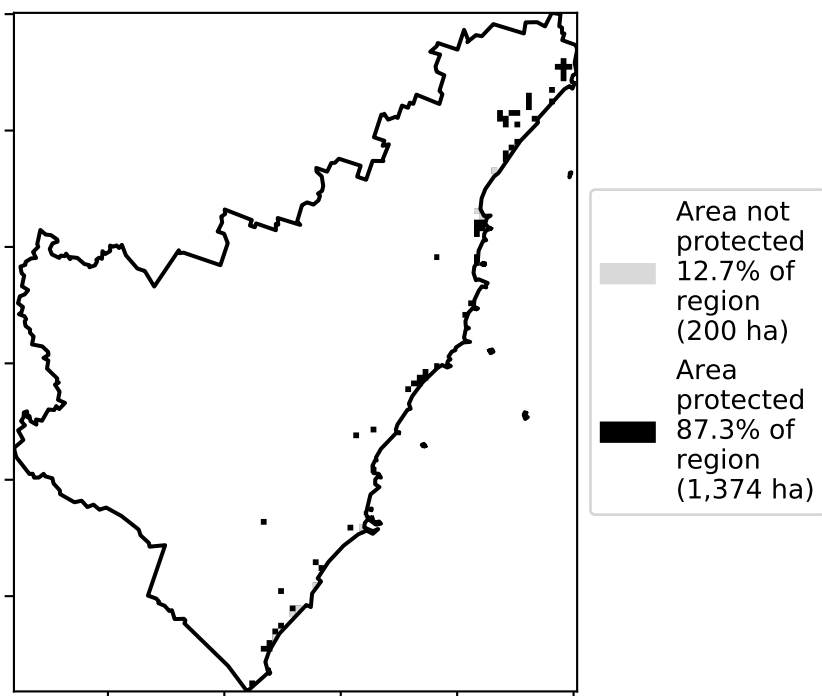 Area not
protected
12.7% of
region
(200 ha)
Area
protected
87.3% of
region
(1,374 ha)